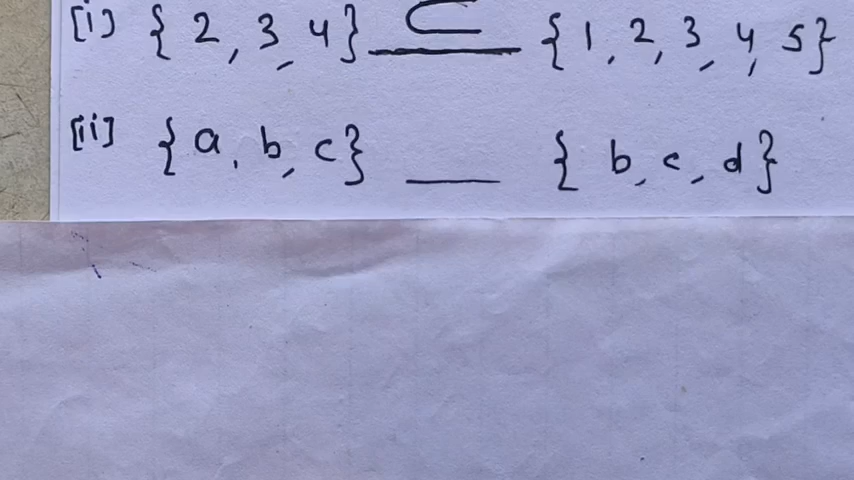 [i] { 2, 3, 4} ⊂ { 1, 2, 3, 4, 5}
[ii] { a, b, c} ___ { b, c, d}